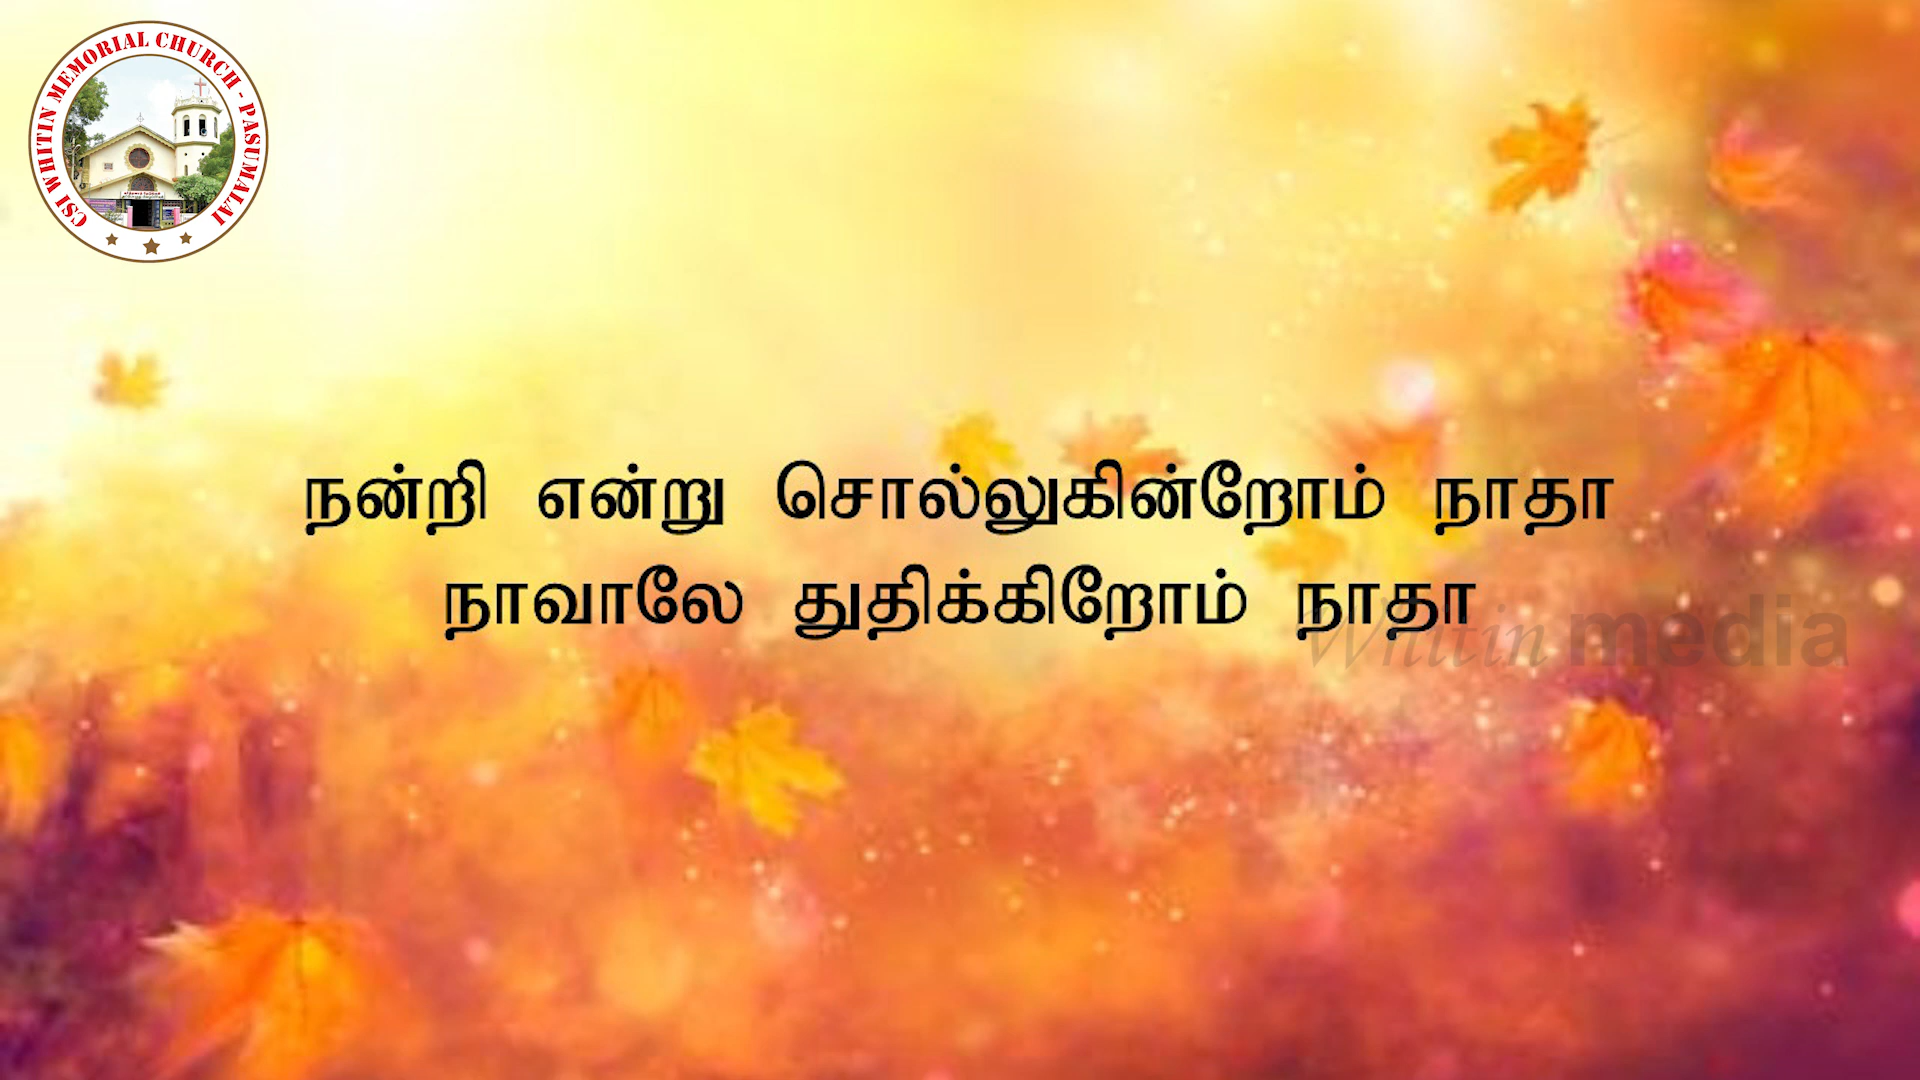 CSI WHITIN MEMORIAL CHURCH - PASUMALAI
நன்றி என்று சொல்லுகின்றோம் நாதா
நாவாலே துதிக்கிறோம் நாதா
Whitin media